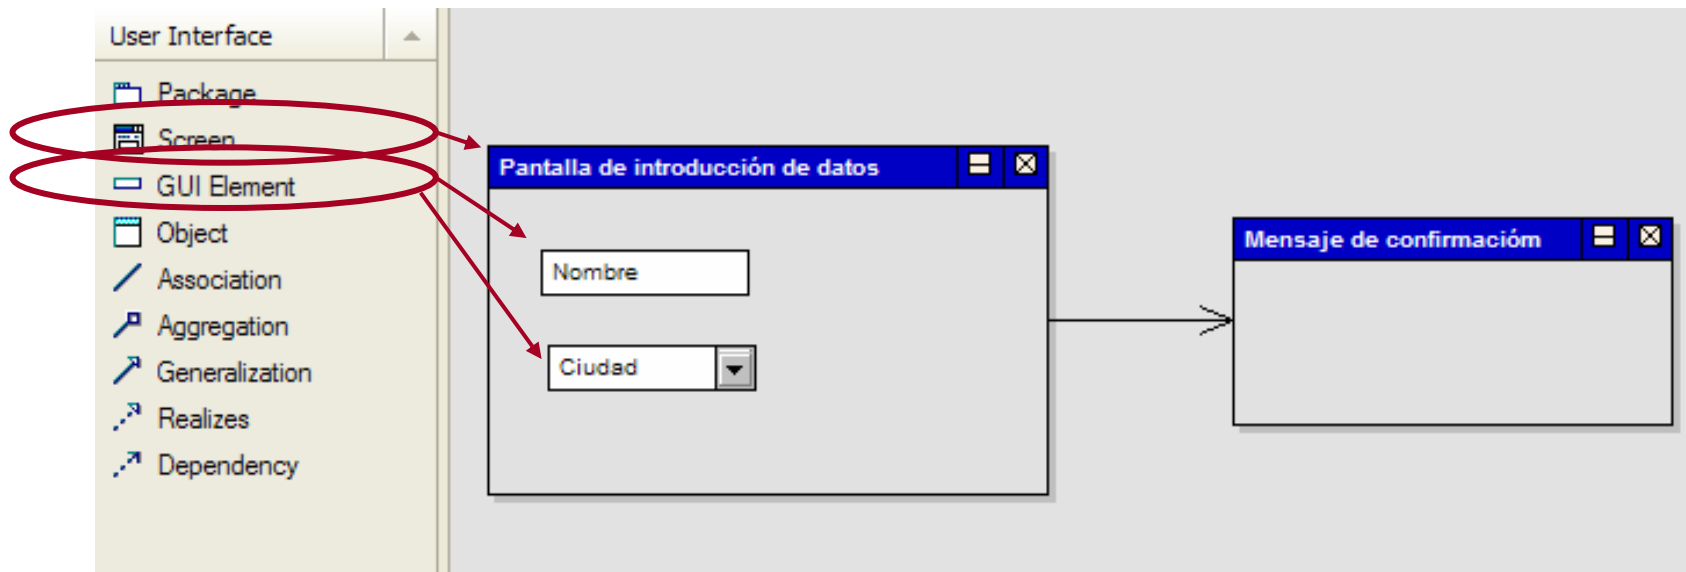 User Interface
Package
Screen
GUI Element
Object
Association
Aggregation
Generalization
Realizes
Dependency
Pantalla de introducción de datos
Nombre
Ciudad
Mensaje de confirmacióm